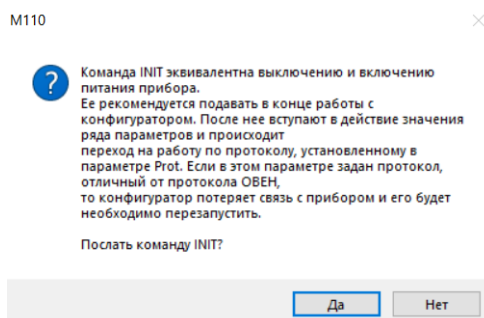 M110
Команда INIT эквивалентна выключению и включению
питания прибора.
Ее рекомендуется подавать в конце работы с
конфигуратором. После нее вступают в действие значения
ряда параметров и происходит
переход на работу по протоколу, установленному в
параметре Prot. Если в этом параметре задан протокол,
отличный от протокола ОВЕН,
то конфигуратор потеряет связь с прибором и его будет
необходимо перезапустить.
Послать команду INIT?
Да
Нет